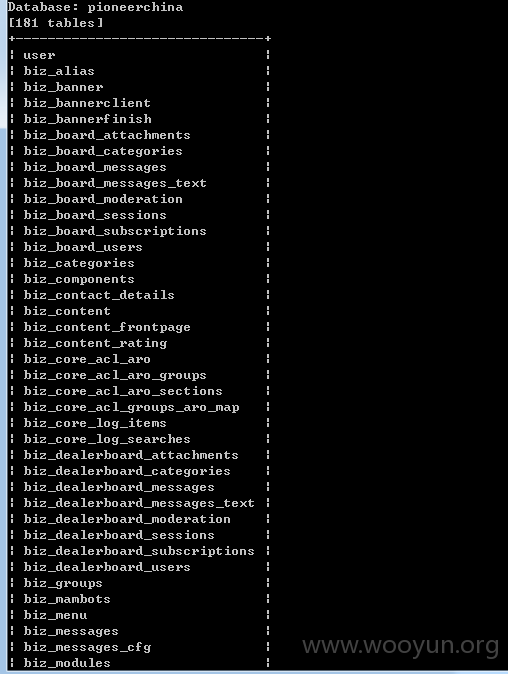 Database: pioneerchina
[181 tables]
+-------------------------------+
| user |
| biz_alias |
| biz_banner |
| biz_bannerclient |
| biz_bannerfinish |
| biz_board_attachments |
| biz_board_categories |
| biz_board_messages |
| biz_board_messages_text |
| biz_board_moderation |
| biz_board_sessions |
| biz_board_subscriptions |
| biz_board_users |
| biz_categories |
| biz_components |
| biz_contact_details |
| biz_content |
| biz_content_frontpage |
| biz_content_rating |
| biz_core_acl_aro |
| biz_core_acl_aro_groups |
| biz_core_acl_aro_sections |
| biz_core_acl_groups_aro_map |
| biz_core_log_items |
| biz_core_log_searches |
| biz_dealerboard_attachments |
| biz_dealerboard_categories |
| biz_dealerboard_messages |
| biz_dealerboard_messages_text |
| biz_dealerboard_moderation |
| biz_dealerboard_sessions |
| biz_dealerboard_subscriptions |
| biz_dealerboard_users |
| biz_groups |
| biz_mambots |
| biz_menu |
| biz_messages |
| biz_messages_cfg |
| biz_modules |
www.wooyun.org